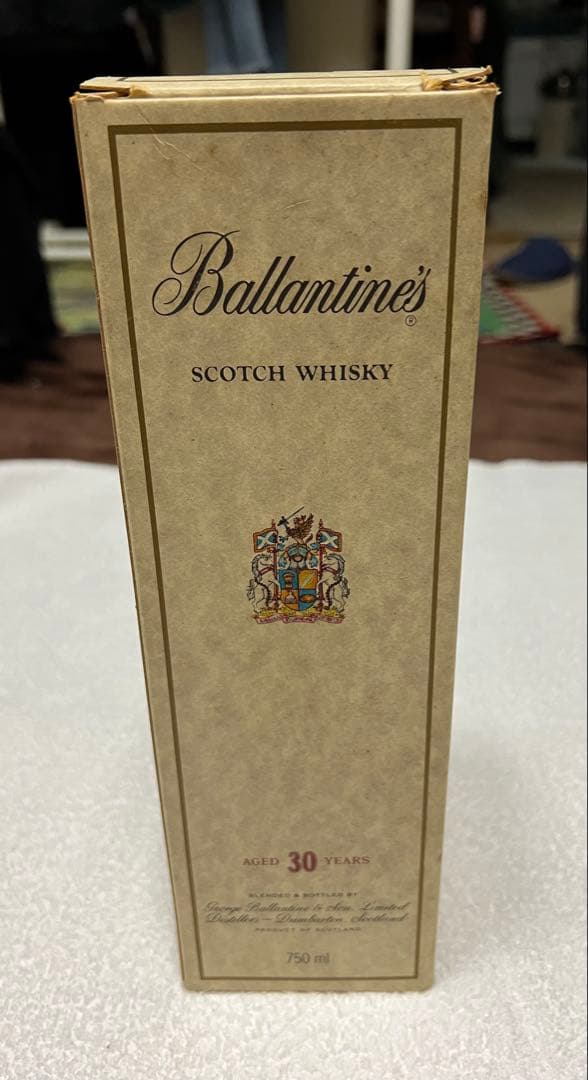 Ballantine's
®
SCOTCH WHISKY
AGED 30 YEARS
BLENDED & BOTTLED BY
George Ballantine & Son, Limited
Distillers — Dumbarton, Scotland
PRODUCT OF SCOTLAND
750 ml